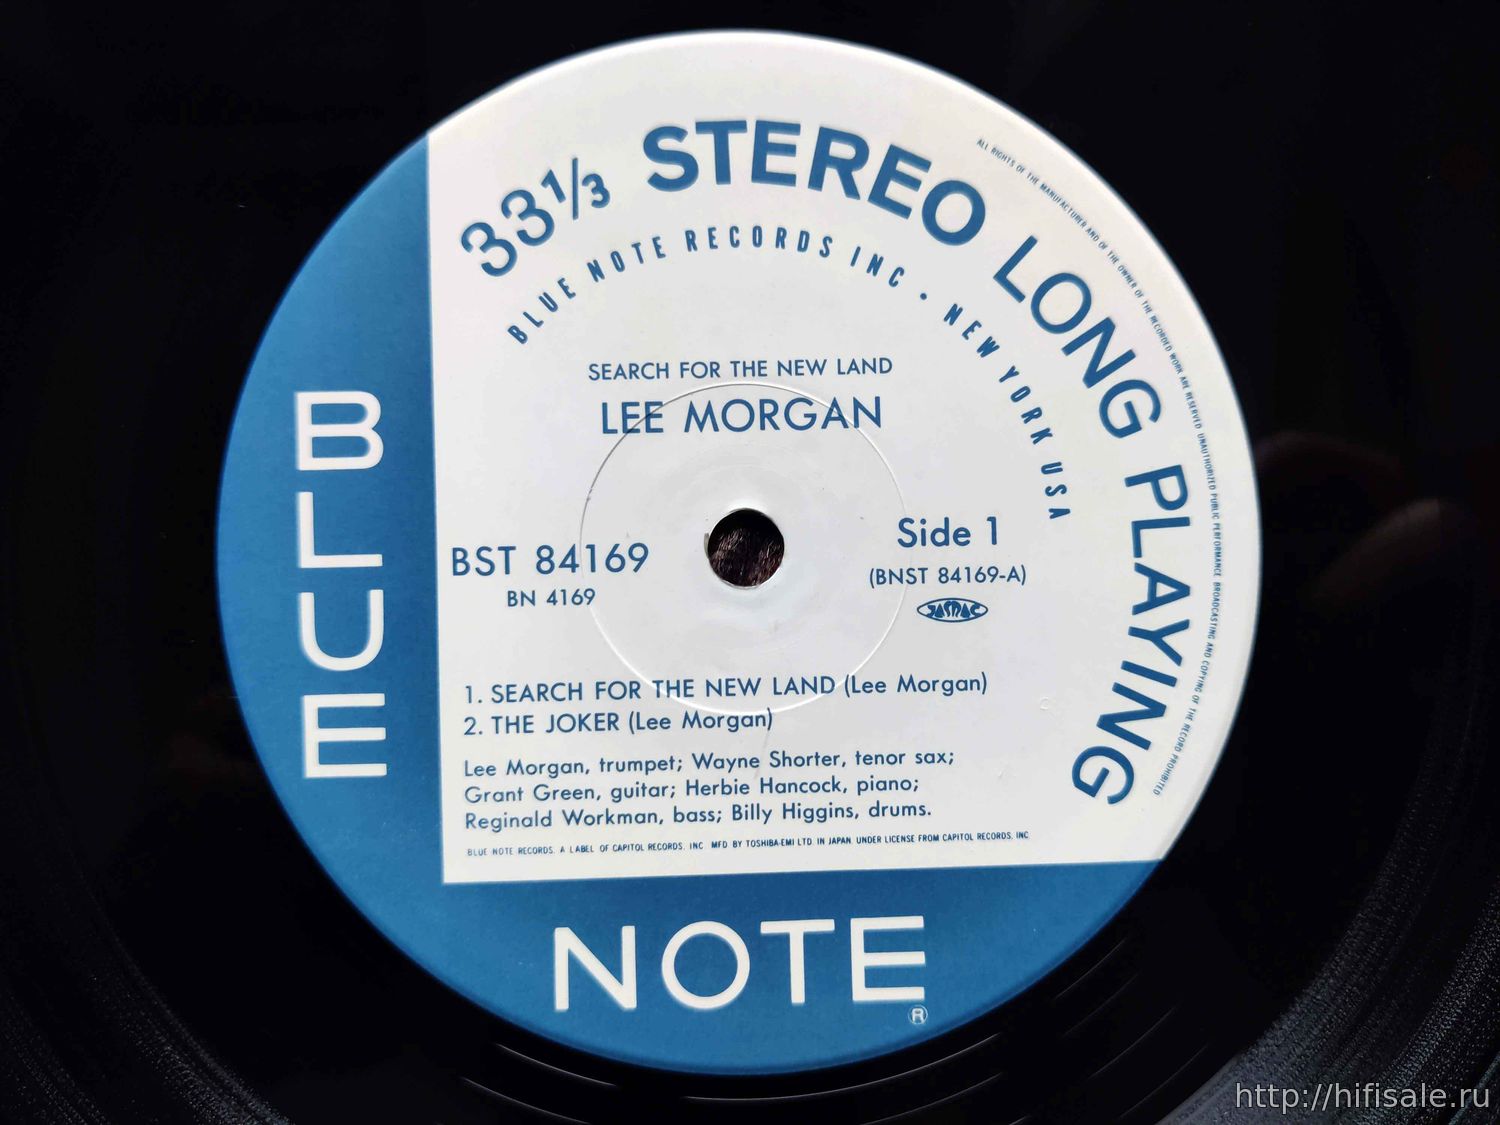 33⅓ STEREO LONG PLAYING
BLUE NOTE RECORDS INC • NEW YORK USA
ALL RIGHTS OF THE MANUFACTURER AND OF THE OWNER OF THE RECORDED WORK ARE RESERVED UNAUTHORIZED PUBLIC PERFORMANCE BROADCASTING AND COPYING OF THE RECORD PROHIBITED
SEARCH FOR THE NEW LAND
LEE MORGAN
BST 84169
BN 4169
Side 1
(BNST 84169-A)
JASRAC
1. SEARCH FOR THE NEW LAND (Lee Morgan)
2. THE JOKER (Lee Morgan)
Lee Morgan, trumpet; Wayne Shorter, tenor sax;
Grant Green, guitar; Herbie Hancock, piano;
Reginald Workman, bass; Billy Higgins, drums.
BLUE NOTE RECORDS. A LABEL OF CAPITOL RECORDS. INC MFD BY TOSHIBA-EMI LTD. IN JAPAN. UNDER LICENSE FROM CAPITOL RECORDS, INC.
BLUE
NOTE
®
http://hifisale.ru